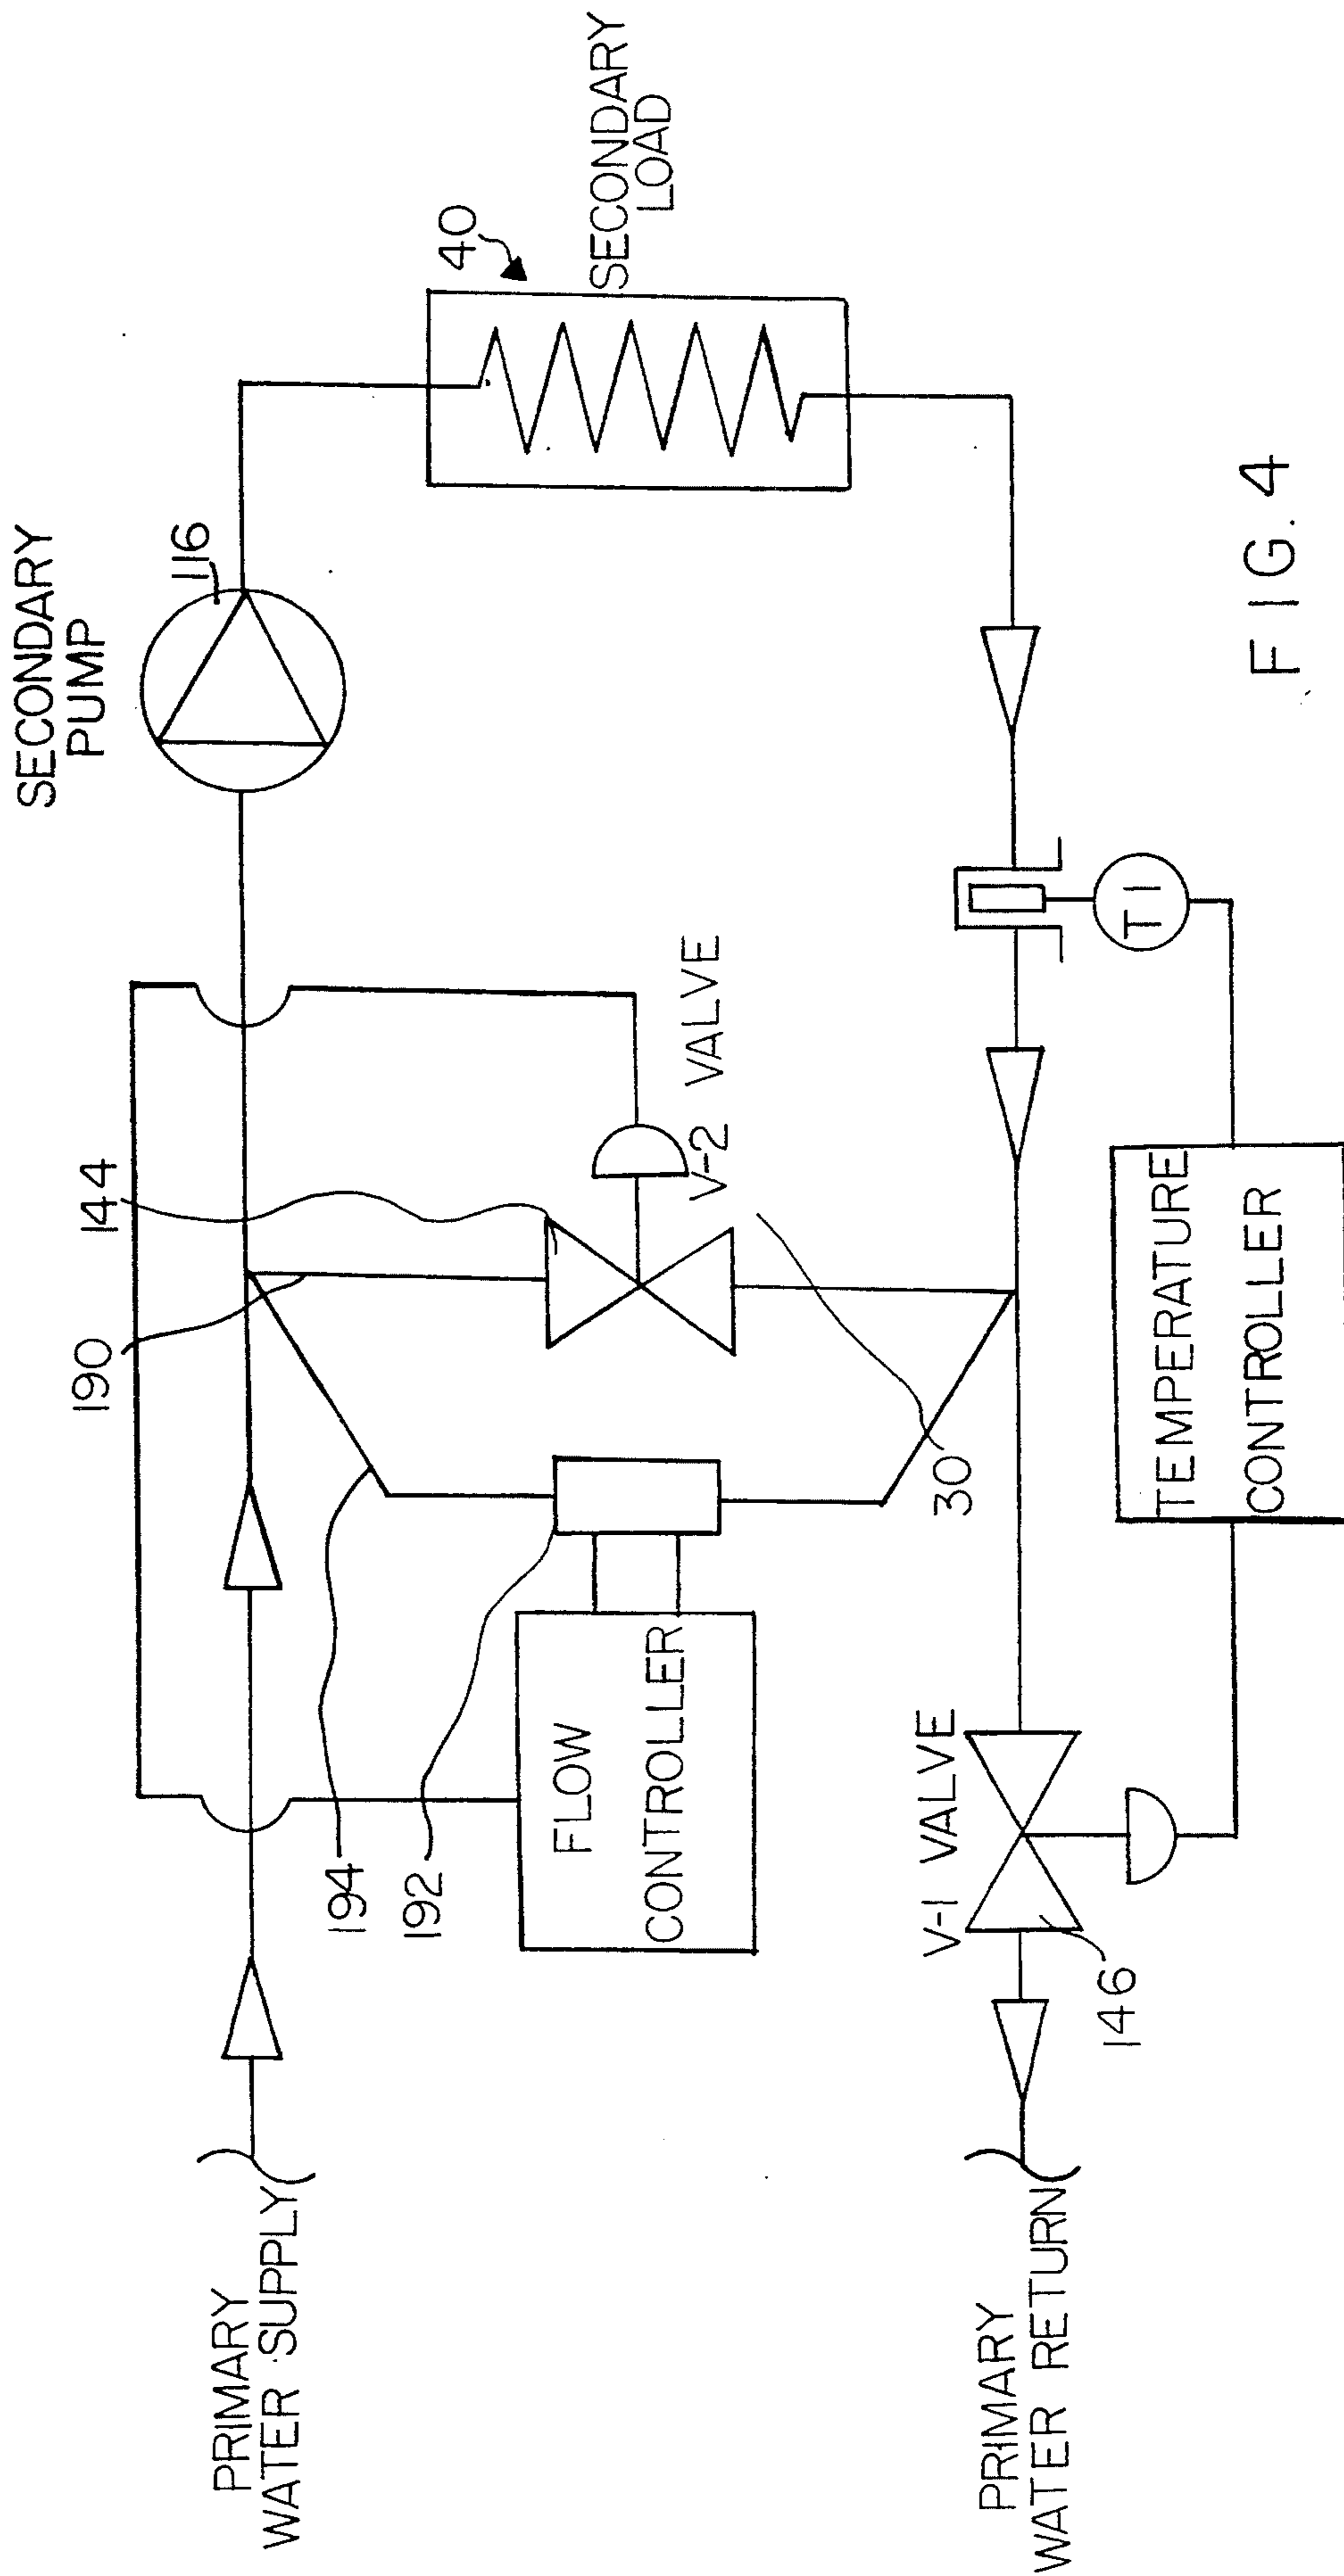 SECONDARY
PUMP
116
40
SECONDARY
LOAD
144
190
V-2 VALVE
30
194
192
FLOW
CONTROLLER
PRIMARY
WATER SUPPLY
T1
TEMPERATURE
CONTROLLER
V-1 VALVE
146
PRIMARY
WATER RETURN
FIG. 4